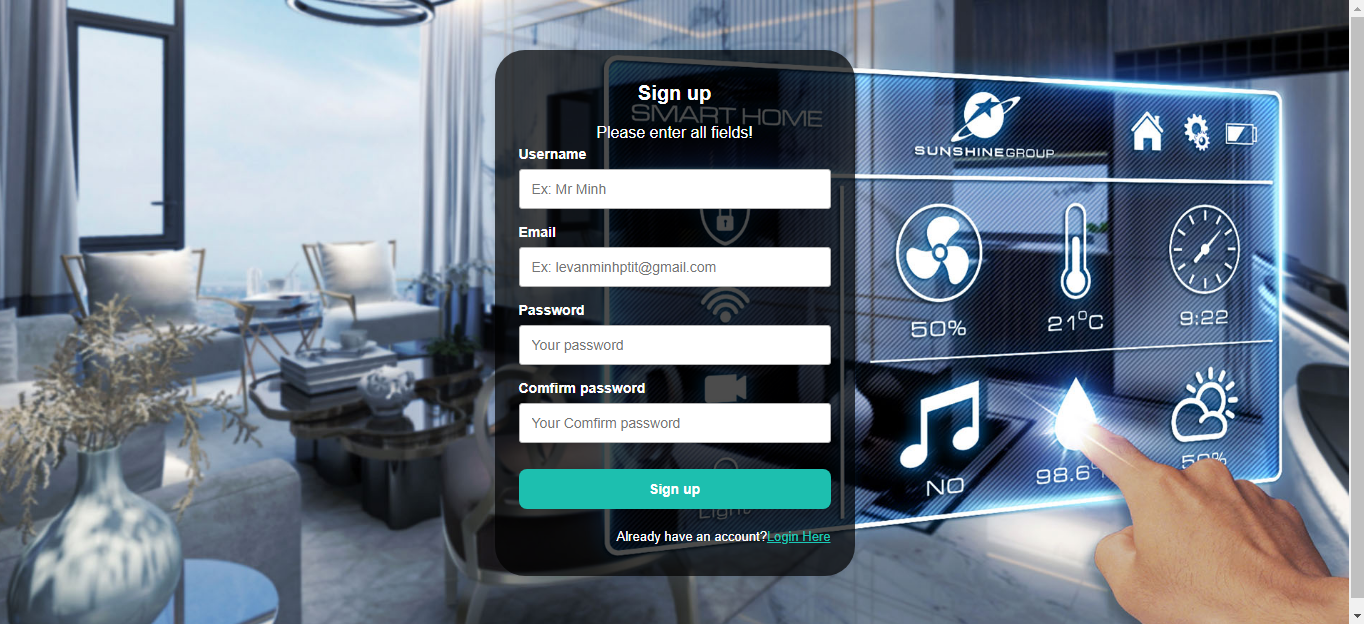 Sign up
SMART HOME
Please enter all fields!
Username
Ex: Mr Minh
Email
Ex: levanminhptit@gmail.com
Password
Your password
Comfirm password
Your Comfirm password
Sign up
Light
Already have an account?Login Here
SUNSHINEGROUP
50%
21°C
9:22
NO
98.6°
50%